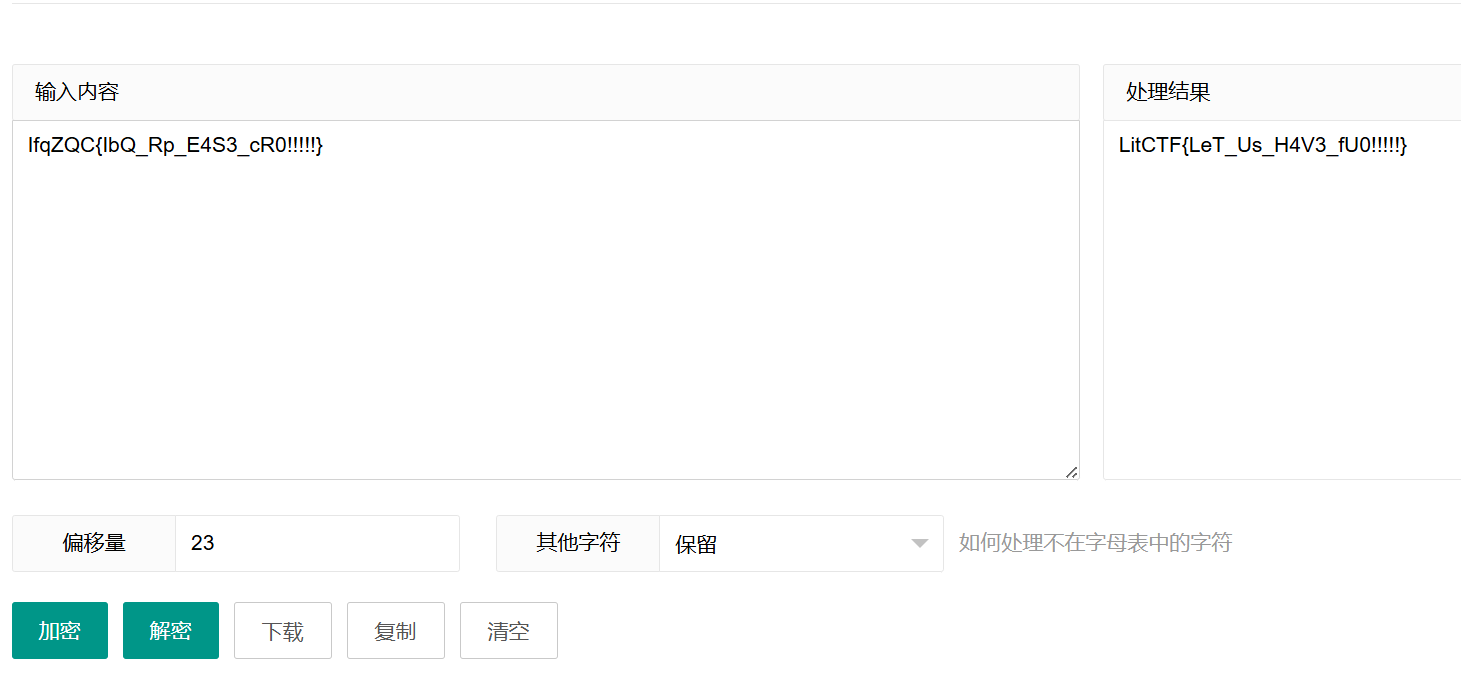 输入内容
处理结果
IfqZQC{IbQ_Rp_E4S3_cR0!!!!!}
LitCTF{LeT_Us_H4V3_fU0!!!!!}
偏移量
23
其他字符
保留
如何处理不在字母表中的字符
加密
解密
下载
复制
清空